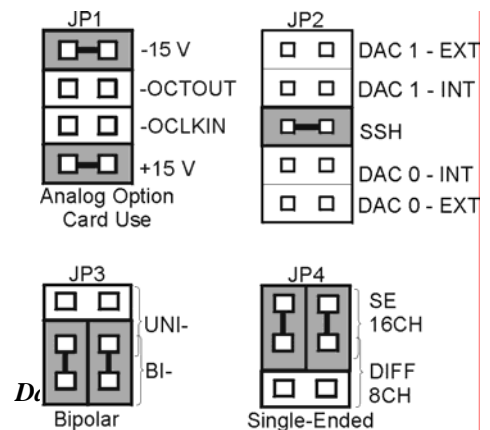 JP1
-15 V
-OCTOUT
-OCLKIN
+15 V
Analog Option
Card Use
JP2
DAC 1 - EXT
DAC 1 - INT
SSH
DAC 0 - INT
DAC 0 - EXT
JP3
UNI-
BI-
Bipolar
JP4
SE
16CH
DIFF
8CH
Single-Ended